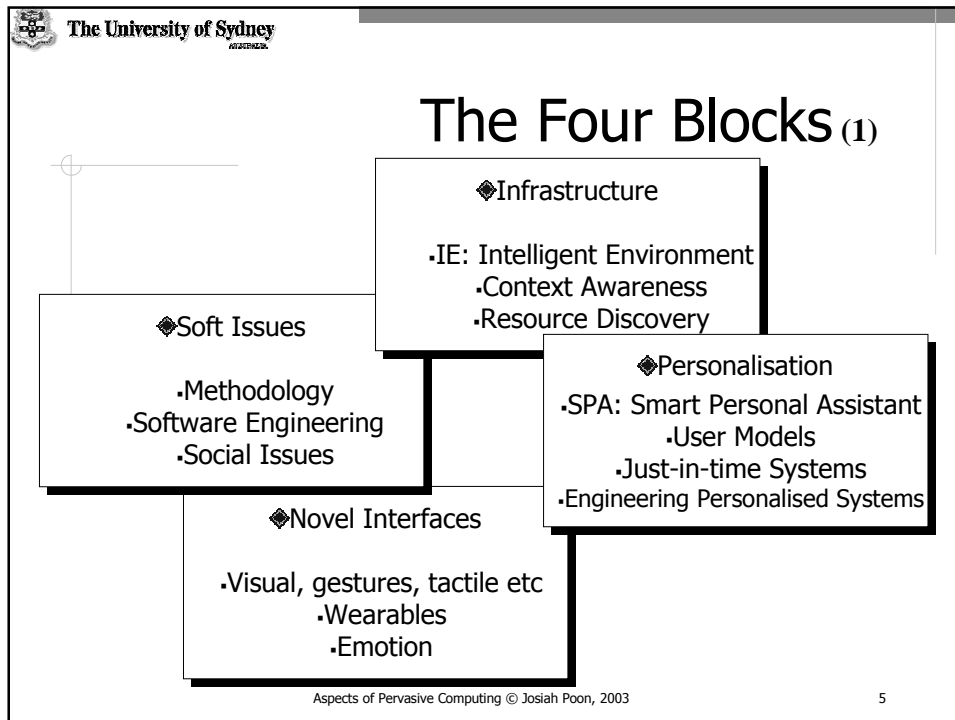 The University of Sydney
AUSTRALIA
The Four Blocks (1)
Infrastructure
▪IE: Intelligent Environment
▪Context Awareness
▪Resource Discovery
Soft Issues
▪Methodology
▪Software Engineering
▪Social Issues
Personalisation
▪SPA: Smart Personal Assistant
▪User Models
▪Just-in-time Systems
▪Engineering Personalised Systems
Novel Interfaces
▪Visual, gestures, tactile etc
▪Wearables
▪Emotion
Aspects of Pervasive Computing © Josiah Poon, 2003
5